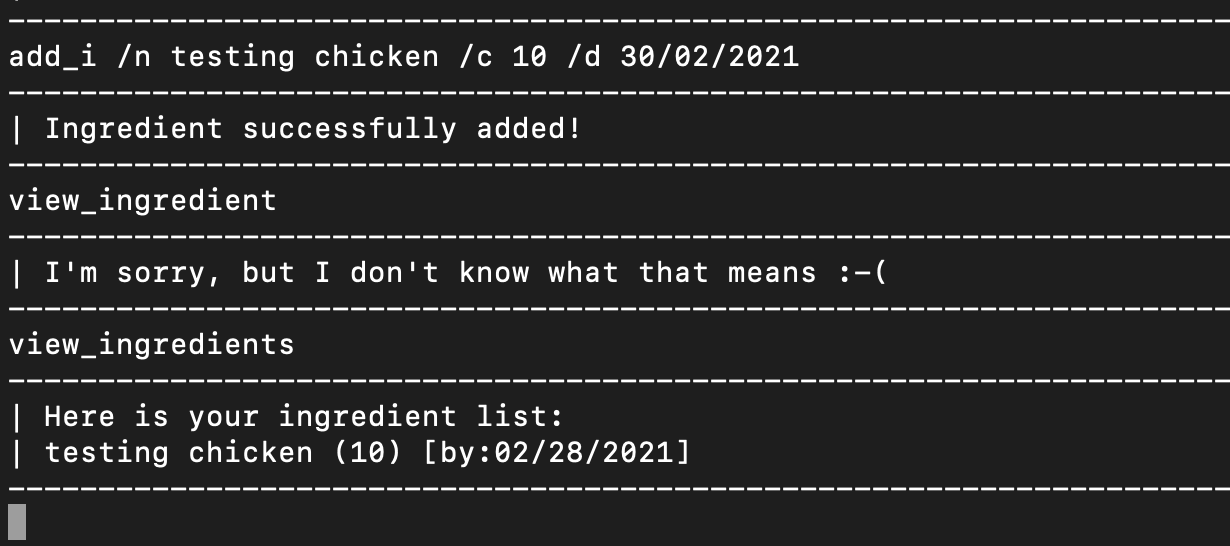 ------------------------------------------------------------
add_i /n testing chicken /c 10 /d 30/02/2021
------------------------------------------------------------
| Ingredient successfully added!
------------------------------------------------------------
view_ingredient
------------------------------------------------------------
| I'm sorry, but I don't know what that means :-(
------------------------------------------------------------
view_ingredients
------------------------------------------------------------
| Here is your ingredient list:
| testing chicken (10) [by:02/28/2021]
------------------------------------------------------------